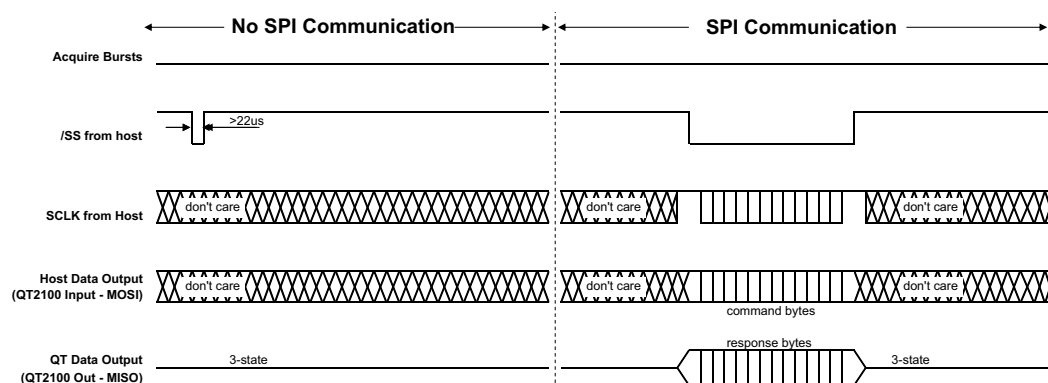 No SPI Communication
SPI Communication
Acquire Bursts
/SS from host
>22us
SCLK from Host
don't care
don't care
don't care
Host Data Output
(QT2100 Input - MOSI)
don't care
don't care
don't care
command bytes
QT Data Output
(QT2100 Out - MISO)
3-state
response bytes
3-state